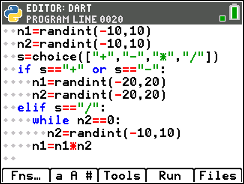 EDITOR: DART
PROGRAM LINE 0020
n1=randint(-10,10)
n2=randint(-10,10)
s=choice(["+","-","*","/"])
if s=="+" or s=="-":
n1=randint(-20,20)
n2=randint(-20,20)
elif s=="/":
while n2==0:
n2=randint(-10,10)
n1=n1*n2
Fns… a A # Tools Run Files